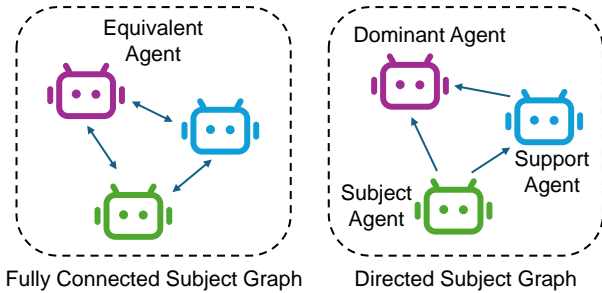 Equivalent
Agent
Fully Connected Subject Graph
Dominant Agent
Support
Agent
Subject
Agent
Directed Subject Graph